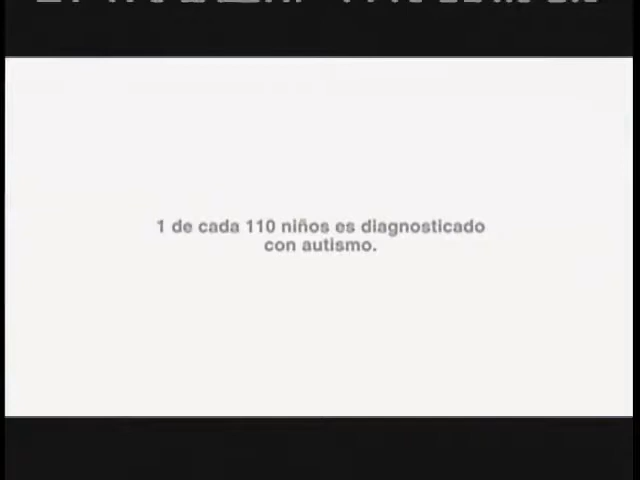 1 de cada 110 niños es diagnosticado
con autismo.